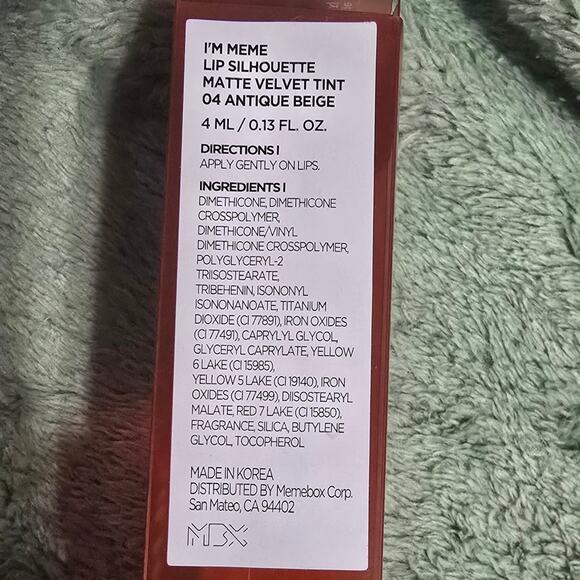 I'M MEME
LIP SILHOUETTE
MATTE VELVET TINT
04 ANTIQUE BEIGE
4 ML / 0.13 FL. OZ.
DIRECTIONS |
APPLY GENTLY ON LIPS.
INGREDIENTS |
DIMETHICONE, DIMETHICONE
CROSSPOLYMER,
DIMETHICONE/VINYL
DIMETHICONE CROSSPOLYMER,
POLYGLYCERYL-2
TRIISOSTEARATE,
TRIBEHENIN, ISONONYL
ISONONANOATE, TITANIUM
DIOXIDE (CI 77891), IRON OXIDES
(CI 77491), CAPRYLYL GLYCOL,
GLYCERYL CAPRYLATE, YELLOW
6 LAKE (CI 15985),
YELLOW 5 LAKE (CI 19140), IRON
OXIDES (CI 77499), DIISOSTEARYL
MALATE, RED 7 LAKE (CI 15850),
FRAGRANCE, SILICA, BUTYLENE
GLYCOL, TOCOPHEROL
MADE IN KOREA
DISTRIBUTED BY Memebox Corp.
San Mateo, CA 94402
MBX